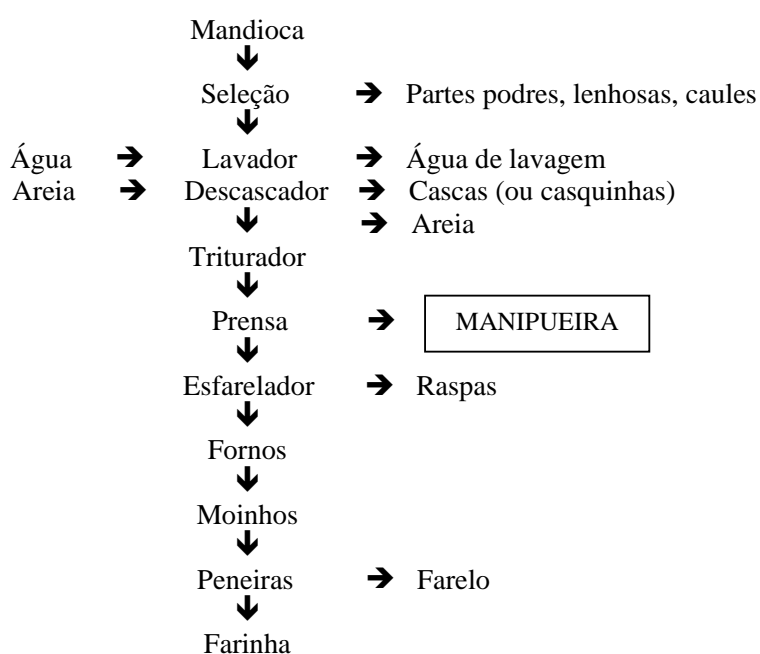 Mandioca
Seleção → Partes podres, lenhosas, caules
Água → Lavador → Água de lavagem
Areia → Descascador → Cascas (ou casquinhas)
→ Areia
Triturador
Prensa → MANIPUEIRA
Esfarelador → Raspas
Fornos
Moinhos
Peneiras → Farelo
Farinha